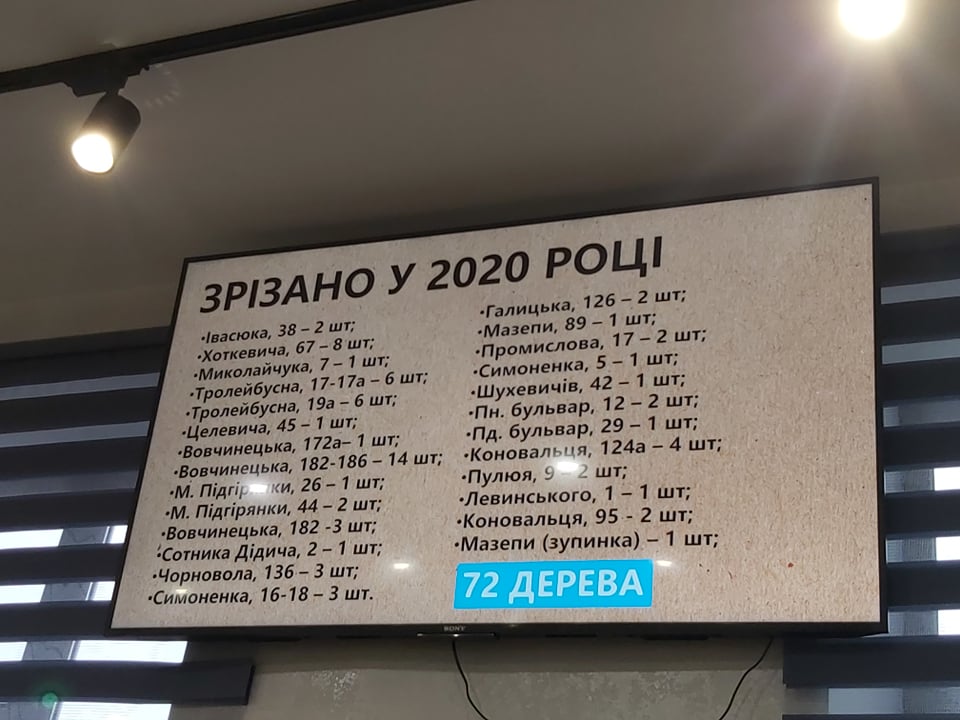 ЗРІЗАНО У 2020 РОЦІ
•Івасюка, 38 – 2 шт;
•Хоткевича, 67 – 8 шт;
•Миколайчука, 7 – 1 шт;
•Тролейбусна, 17-17а – 6 шт;
•Тролейбусна, 19а – 6 шт;
•Целевича, 45 – 1 шт;
•Вовчинецька, 172а– 1 шт;
•Вовчинецька, 182-186 – 14 шт;
•М. Підгірянки, 26 – 1 шт;
•М. Підгірянки, 44 – 2 шт;
•Вовчинецька, 182 -3 шт;
•Сотника Дідича, 2 – 1 шт;
•Чорновола, 136 – 3 шт;
•Симоненка, 16-18 – 3 шт.
•Галицька, 126 – 2 шт;
•Мазепи, 89 – 1 шт;
•Промислова, 17 – 2 шт;
•Симоненка, 5 – 1 шт;
•Шухевичів, 42 – 1 шт;
•Пн. бульвар, 12 – 2 шт;
•Пд. бульвар, 29 – 1 шт;
•Коновальця, 124а – 4 шт;
•Пулюя, 9 – 2 шт;
•Левинського, 1 – 1 шт;
•Коновальця, 95 - 2 шт;
•Мазепи (зупинка) – 1 шт;
72 ДЕРЕВА
SONY